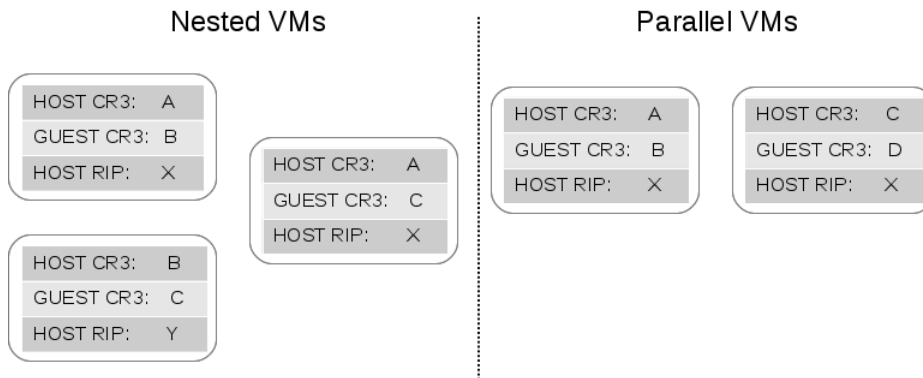 Nested VMs
HOST CR3: A
GUEST CR3: B
HOST RIP: X
HOST CR3: B
GUEST CR3: C
HOST RIP: Y
HOST CR3: A
GUEST CR3: C
HOST RIP: X
Parallel VMs
HOST CR3: A
GUEST CR3: B
HOST RIP: X
HOST CR3: C
GUEST CR3: D
HOST RIP: X